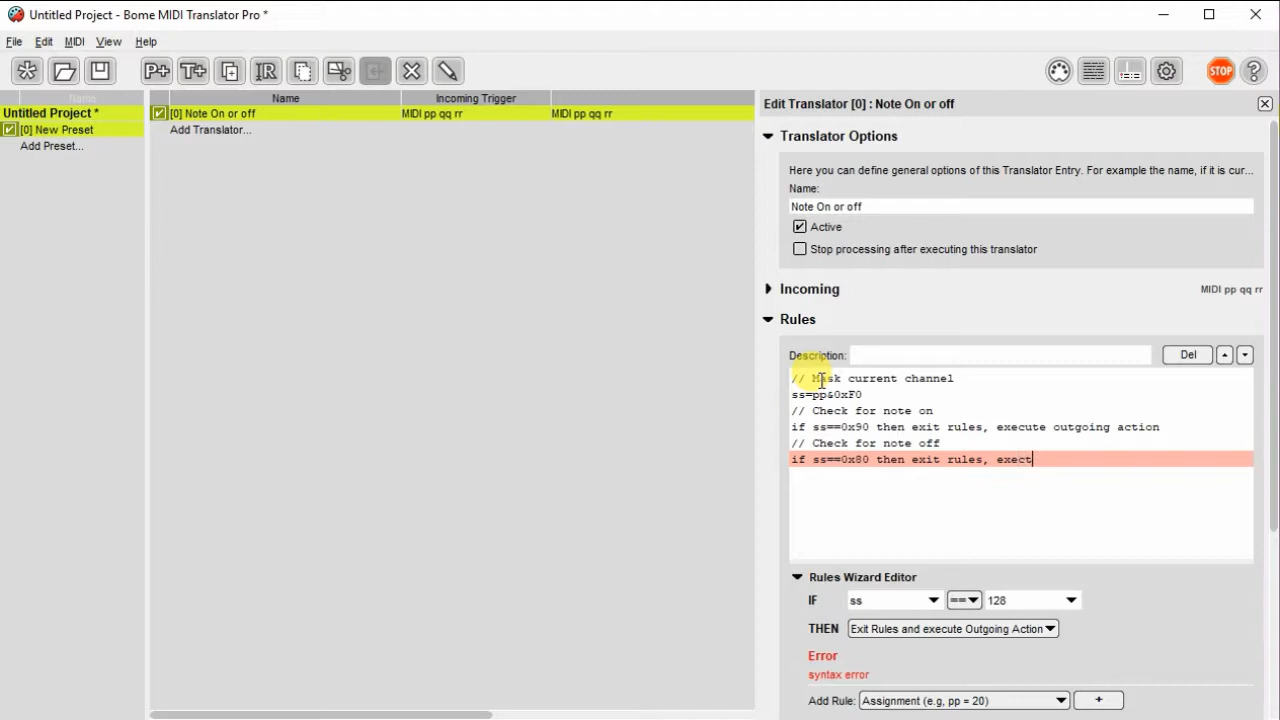 Untitled Project - Bome MIDI Translator Pro *
File Edit MIDI View Help
P+ T+ IR STOP ?
Name
Untitled Project *
[0] New Preset
Add Preset...
Name Incoming Trigger
[0] Note On or off MIDI pp qq rr MIDI pp qq rr
Add Translator...
Edit Translator [0] : Note On or off
Translator Options
Here you can define general options of this Translator Entry. For example the name, if it is cur...
Name:
Note On or off
Active
Stop processing after executing this translator
Incoming MIDI pp qq rr
Rules
Description: Del
// Mask current channel
ss=pp&0xF0
// Check for note on
if ss==0x90 then exit rules, execute outgoing action
// Check for note off
if ss==0x80 then exit rules, exect
Rules Wizard Editor
IF ss == 128
THEN Exit Rules and execute Outgoing Action
Error
syntax error
Add Rule: Assignment (e.g, pp = 20) +